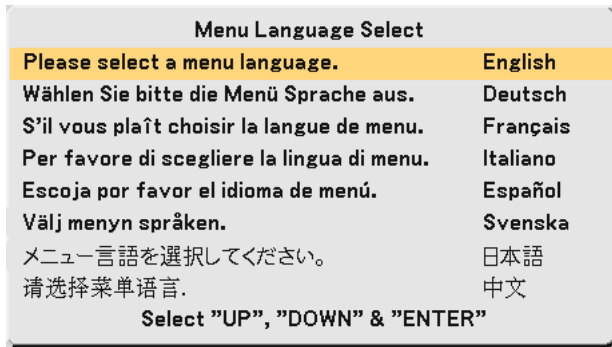 Menu Language Select
Please select a menu language. English
Wählen Sie bitte die Menü Sprache aus. Deutsch
S'il vous plaît choisir la langue de menu. Français
Per favore di scegliere la lingua di menu. Italiano
Escoja por favor el idioma de menú. Español
Välj menyn språken. Svenska
メニュー言語を選択してください。 日本語
请选择菜单语言. 中文
Select "UP", "DOWN" & "ENTER"